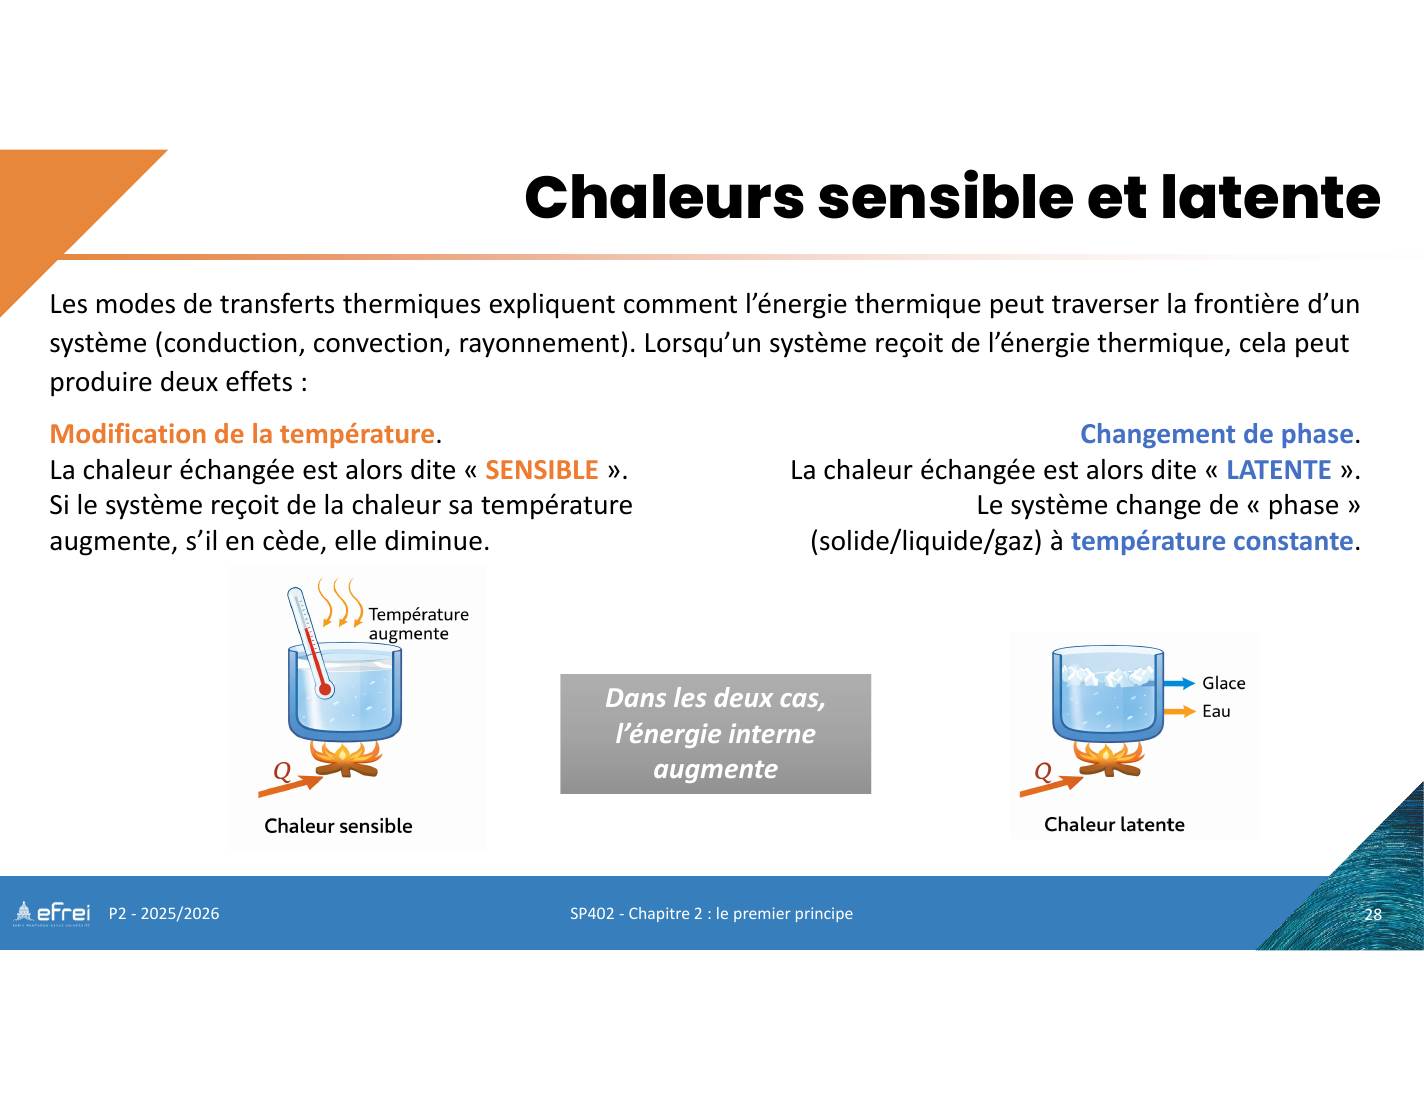 Chaleurs sensible et latente
Les modes de transferts thermiques expliquent comment l’énergie thermique peut traverser la frontière d’un
système (conduction, convection, rayonnement). Lorsqu’un système reçoit de l’énergie thermique, cela peut
produire deux effets :
Modification de la température.
La chaleur échangée est alors dite « SENSIBLE ».
Si le système reçoit de la chaleur sa température
augmente, s’il en cède, elle diminue.
Changement de phase.
La chaleur échangée est alors dite « LATENTE ».
Le système change de « phase »
(solide/liquide/gaz) à température constante.
Température
augmente
Q
Chaleur sensible
Dans les deux cas,
l’énergie interne
augmente
Glace
Eau
Q
Chaleur latente
efrei
P2 - 2025/2026
SP402 - Chapitre 2 : le premier principe
28